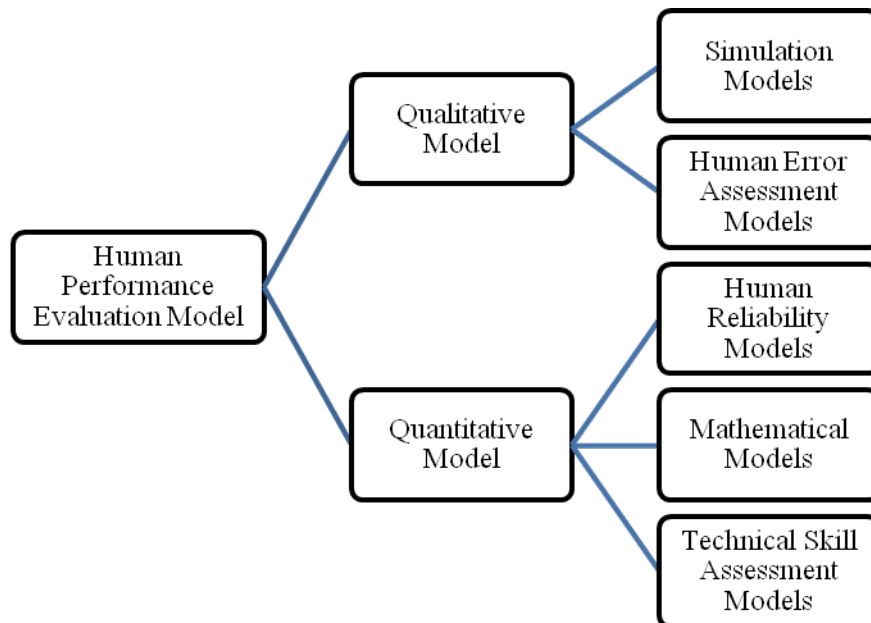 Simulation
Models
Qualitative
Model
Human Error
Assessment
Models
Human
Performance
Evaluation Model
Human
Reliability
Models
Quantitative
Model
Mathematical
Models
Technical Skill
Assessment
Models